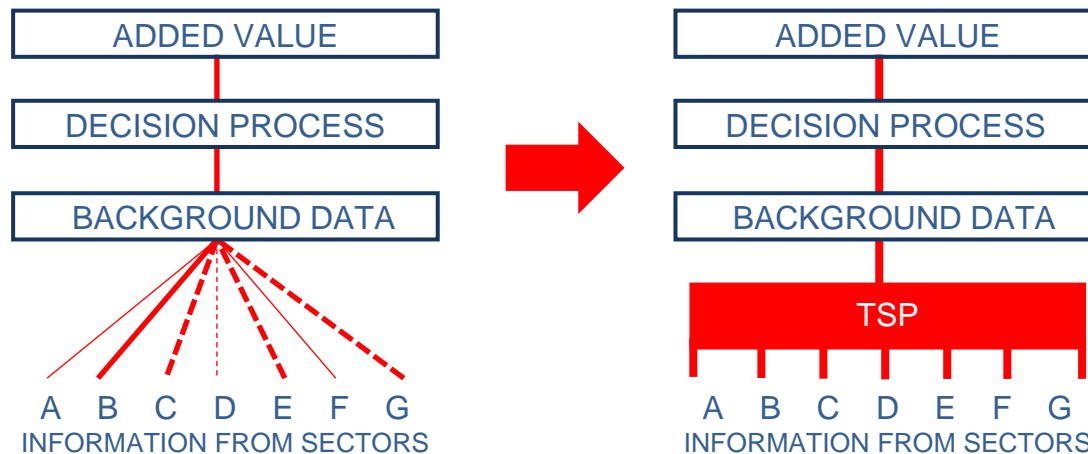 ADDED VALUE
DECISION PROCESS
BACKGROUND DATA
A B C D E F G
INFORMATION FROM SECTORS
ADDED VALUE
DECISION PROCESS
BACKGROUND DATA
TSP
A B C D E F G
INFORMATION FROM SECTORS